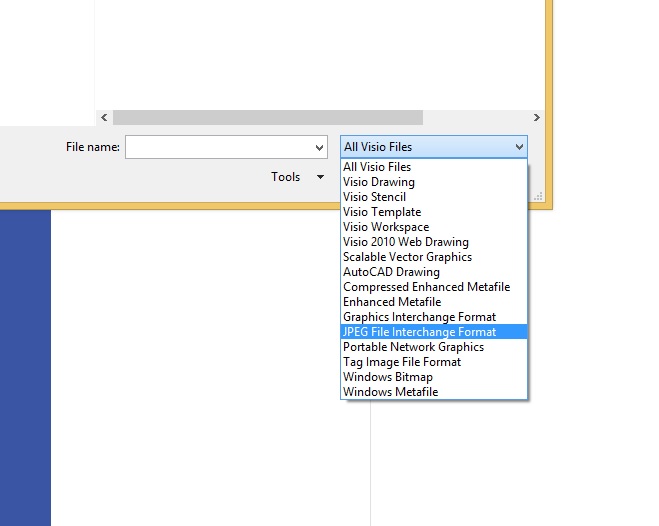 File name:
All Visio Files
Tools
All Visio Files
Visio Drawing
Visio Stencil
Visio Template
Visio Workspace
Visio 2010 Web Drawing
Scalable Vector Graphics
AutoCAD Drawing
Compressed Enhanced Metafile
Enhanced Metafile
Graphics Interchange Format
JPEG File Interchange Format
Portable Network Graphics
Tag Image File Format
Windows Bitmap
Windows Metafile